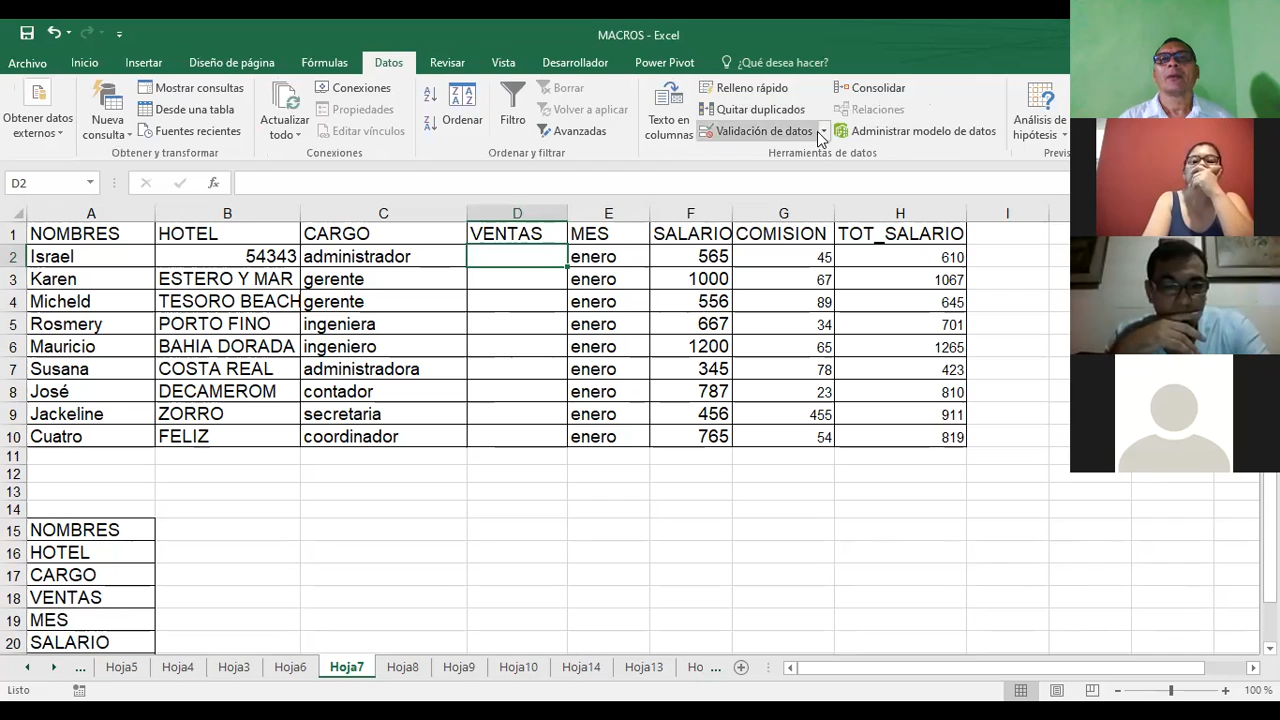 MACROS - Excel
Archivo Inicio Insertar Diseño de página Fórmulas Datos Revisar Vista Desarrollador Power Pivot ¿Qué desea hacer?
Obtener datos externos
Nueva consulta
Mostrar consultas
Desde una tabla
Fuentes recientes
Obtener y transformar
Actualizar todo
Conexiones
Propiedades
Editar vínculos
Conexiones
Ordenar
Filtro
Borrar
Volver a aplicar
Avanzadas
Ordenar y filtrar
Texto en columnas
Relleno rápido
Quitar duplicados
Validación de datos
Consolidar
Relaciones
Administrar modelo de datos
Herramientas de datos
Análisis de hipótesis
Previs
D2
A B C D E F G H I
1 NOMBRES HOTEL CARGO VENTAS MES SALARIO COMISION TOT_SALARIO
2 Israel 54343 administrador enero 565 45 610
3 Karen ESTERO Y MAR gerente enero 1000 67 1067
4 Micheld TESORO BEACH gerente enero 556 89 645
5 Rosmery PORTO FINO ingeniera enero 667 34 701
6 Mauricio BAHIA DORADA ingeniero enero 1200 65 1265
7 Susana COSTA REAL administradora enero 345 78 423
8 José DECAMEROM contador enero 787 23 810
9 Jackeline ZORRO secretaria enero 456 455 911
10 Cuatro FELIZ coordinador enero 765 54 819
11
12
13
14
15 NOMBRES
16 HOTEL
17 CARGO
18 VENTAS
19 MES
20 SALARIO
... Hoja5 Hoja4 Hoja3 Hoja6 Hoja7 Hoja8 Hoja9 Hoja10 Hoja14 Hoja13 Ho ...
Listo 100 %